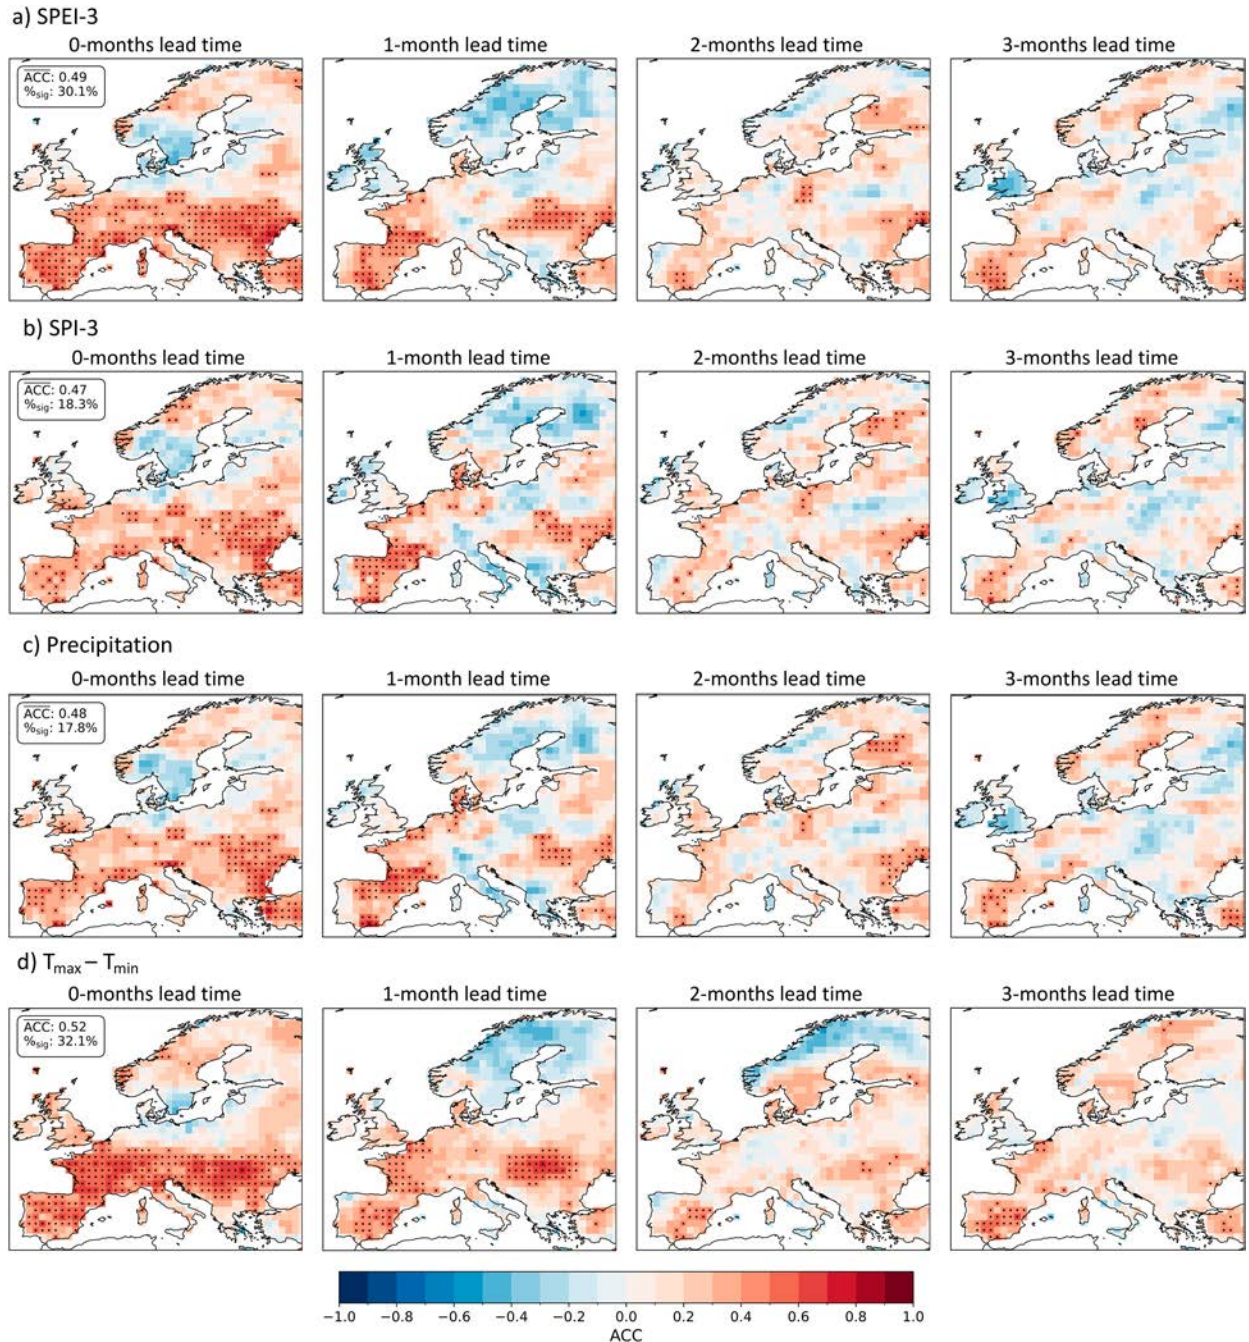 a) SPEI-3
0-months lead time
1-month lead time
2-months lead time
3-months lead time
ACC: 0.49
%sig: 30.1%
b) SPI-3
0-months lead time
1-month lead time
2-months lead time
3-months lead time
ACC: 0.47
%sig: 18.3%
c) Precipitation
0-months lead time
1-month lead time
2-months lead time
3-months lead time
ACC: 0.48
%sig: 17.8%
d) Tmax – Tmin
0-months lead time
1-month lead time
2-months lead time
3-months lead time
ACC: 0.52
%sig: 32.1%
−1.0 −0.8 −0.6 −0.4 −0.2 0.0 0.2 0.4 0.6 0.8 1.0
ACC